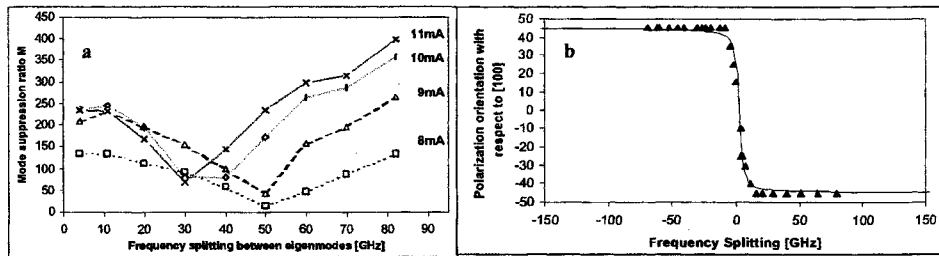 a
11mA
10mA
9mA
8mA
Mode suppression ratio M
450
400
350
300
250
200
150
100
50
0
0 10 20 30 40 50 60 70 80 90
Frequency splitting between eigenmodes [GHz]
b
Polarization orientation with
respect to [100]
50
40
30
20
10
0
-10
-20
-30
-40
-50
-150 -100 -50 0 50 100 150
Frequency Splitting [GHz]